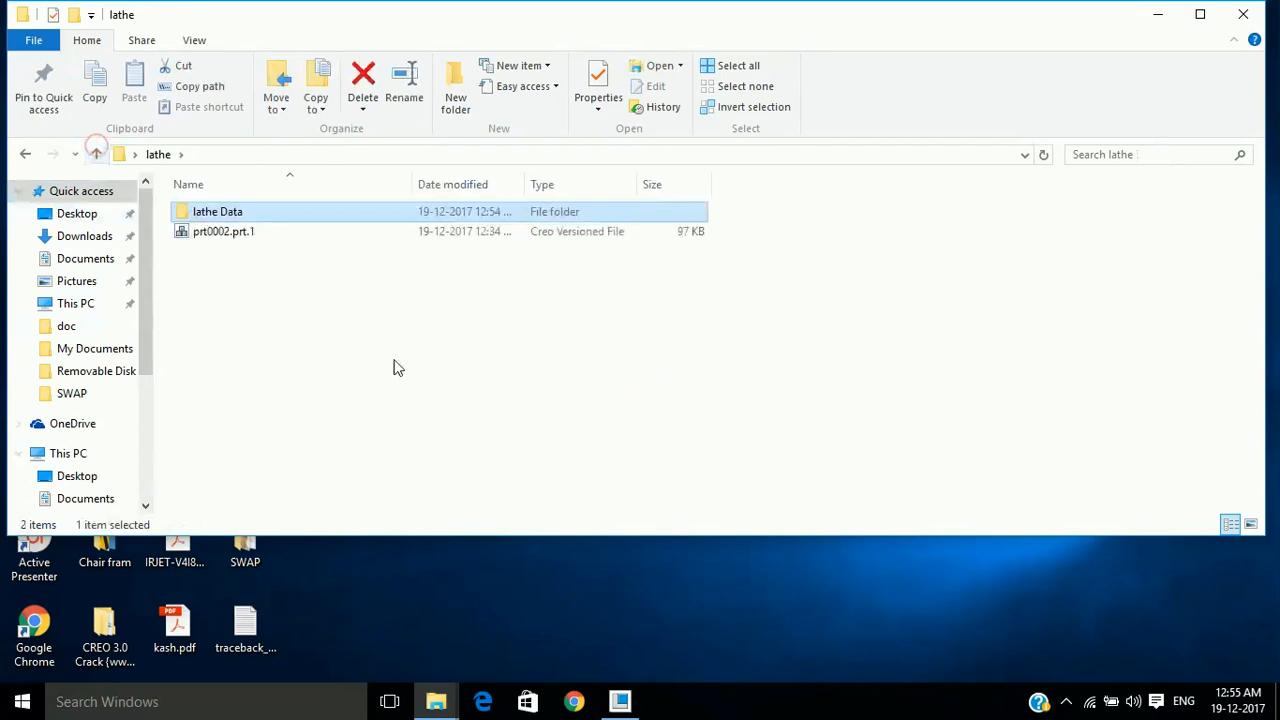 lathe
File Home Share View
Cut
Copy path
Paste shortcut
Pin to Quick access
Copy
Paste
Clipboard
Move to
Copy to
Delete
Rename
Organize
New item
Easy access
New folder
New
Open
Edit
History
Properties
Open
Select all
Select none
Invert selection
Select
lathe
Search lathe
Name Date modified Type Size
lathe Data 19-12-2017 12:54 ... File folder
prt0002.prt.1 19-12-2017 12:34 ... Creo Versioned File 97 KB
Quick access
Desktop
Downloads
Documents
Pictures
This PC
doc
My Documents
Removable Disk
SWAP
OneDrive
This PC
Desktop
Documents
2 items 1 item selected
Active Presenter
Chair fram
IRJET-V4I8...
SWAP
Google Chrome
CREO 3.0 Crack {ww...
PDF
kash.pdf
traceback_...
Search Windows
ENG
12:55 AM
19-12-2017